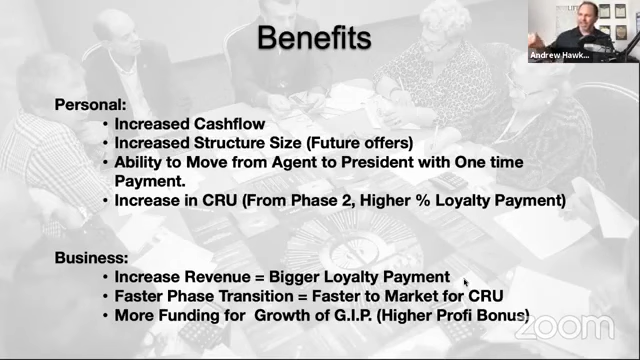 Benefits
Andrew Hawk...
Personal:
• Increased Cashflow
• Increased Structure Size (Future offers)
• Ability to Move from Agent to President with One time
Payment.
• Increase in CRU (From Phase 2, Higher % Loyalty Payment)
Business:
• Increase Revenue = Bigger Loyalty Payment
• Faster Phase Transition = Faster to Market for CRU
• More Funding for Growth of G.I.P. (Higher Profi Bonus)
zoom